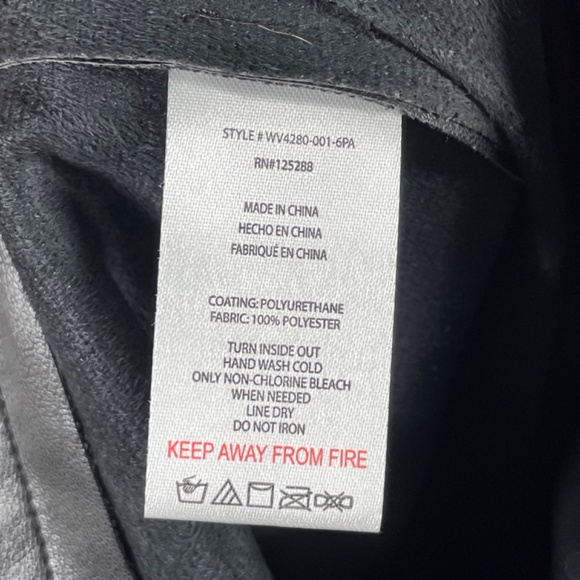 STYLE # WV4280-001-6PA
RN#125288
MADE IN CHINA
HECHO EN CHINA
FABRIQUÉ EN CHINA
COATING: POLYURETHANE
FABRIC: 100% POLYESTER
TURN INSIDE OUT
HAND WASH COLD
ONLY NON-CHLORINE BLEACH
WHEN NEEDED
LINE DRY
DO NOT IRON
KEEP AWAY FROM FIRE